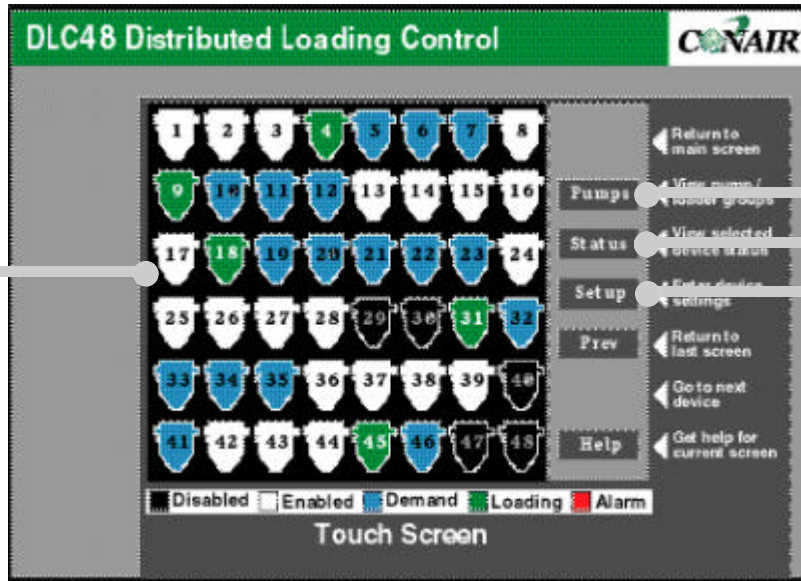 DLC48 Distributed Loading Control
CONAIR
1 2 3 4 5 6 7 8
9 10 11 12 13 14 15 16
17 18 19 20 21 22 23 24
25 26 27 28 29 30 31 32
33 34 35 36 37 38 39 40
41 42 43 44 45 46 47 48
Return to
main screen
Pumps
View pump /
loader groups
Status
View selected
device status
Setup
Enter device
settings
Prev
Return to
last screen
Go to next
device
Help
Get help for
current screen
Disabled Enabled Demand Loading Alarm
Touch Screen